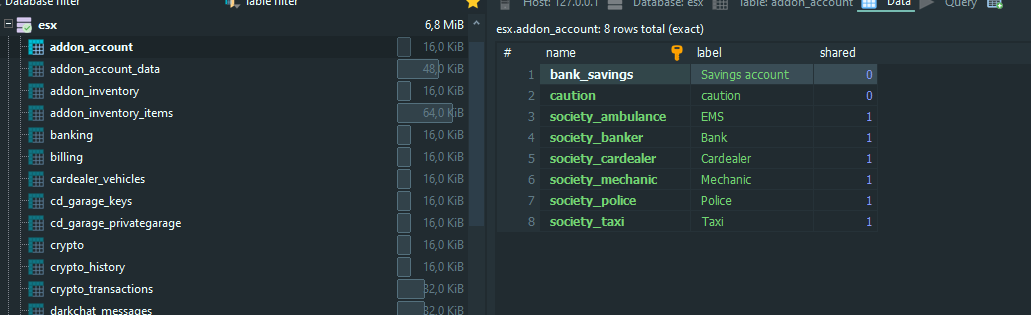 Database filter
Table filter
esx 6,8 MiB
addon_account 16,0 KiB
addon_account_data 48,0 KiB
addon_inventory 16,0 KiB
addon_inventory_items 64,0 KiB
banking 16,0 KiB
billing 16,0 KiB
cardealer_vehicles 16,0 KiB
cd_garage_keys 16,0 KiB
cd_garage_privategarage 16,0 KiB
crypto 16,0 KiB
crypto_history 16,0 KiB
crypto_transactions 32,0 KiB
darkchat_messages 32,0 KiB
Host: 127.0.0.1 Database: esx Table: addon_account Data Query
esx.addon_account: 8 rows total (exact)
# name label shared
1 bank_savings Savings account 0
2 caution caution 0
3 society_ambulance EMS 1
4 society_banker Bank 1
5 society_cardealer Cardealer 1
6 society_mechanic Mechanic 1
7 society_police Police 1
8 society_taxi Taxi 1